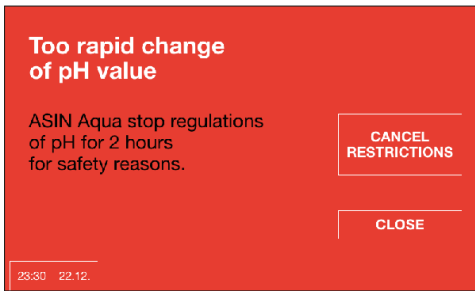 Too rapid change
of pH value
ASIN Aqua stop regulations
of pH for 2 hours
for safety reasons.
CANCEL
RESTRICTIONS
CLOSE
23:30 22.12.